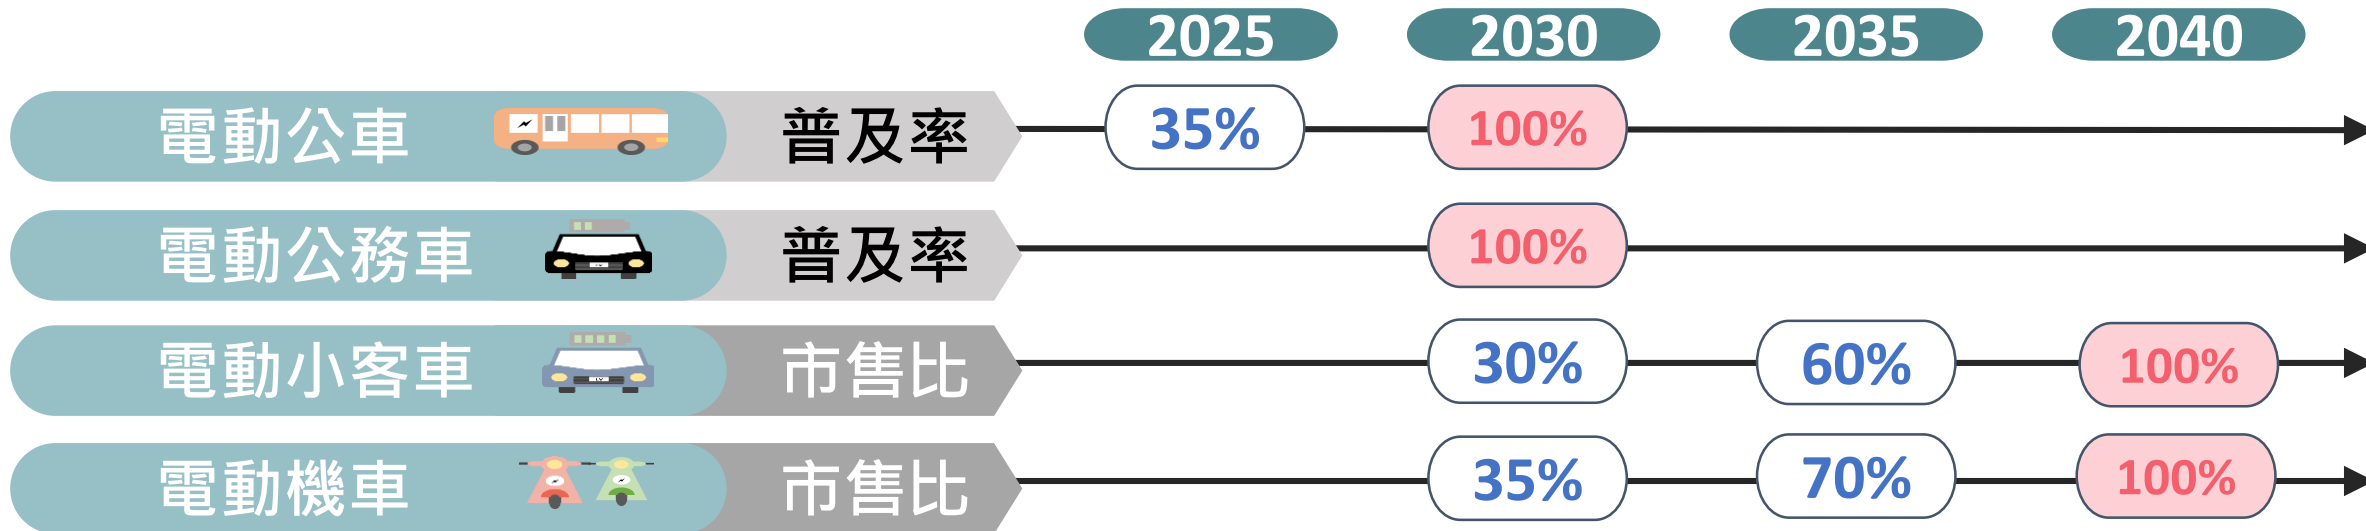 2025 2030 2035 2040
電動公車 普及率 35% 100%
電動公務車 普及率 100%
電動小客車 市售比 30% 60% 100%
電動機車 市售比 35% 70% 100%